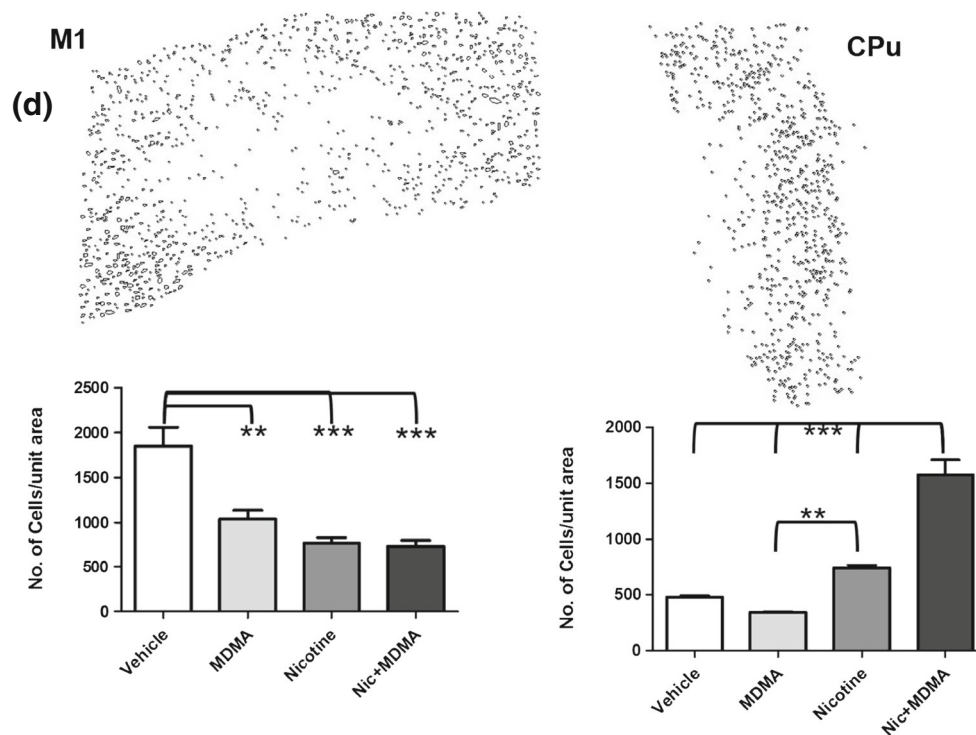 M1
CPu
(d)
2500
2000
1500
1000
500
0
No. of Cells/unit area
** *** ***
Vehicle
MDMA
Nicotine
Nic+MDMA
2000
1500
1000
500
0
No. of Cells/unit area
***
**
Vehicle
MDMA
Nicotine
Nic+MDMA